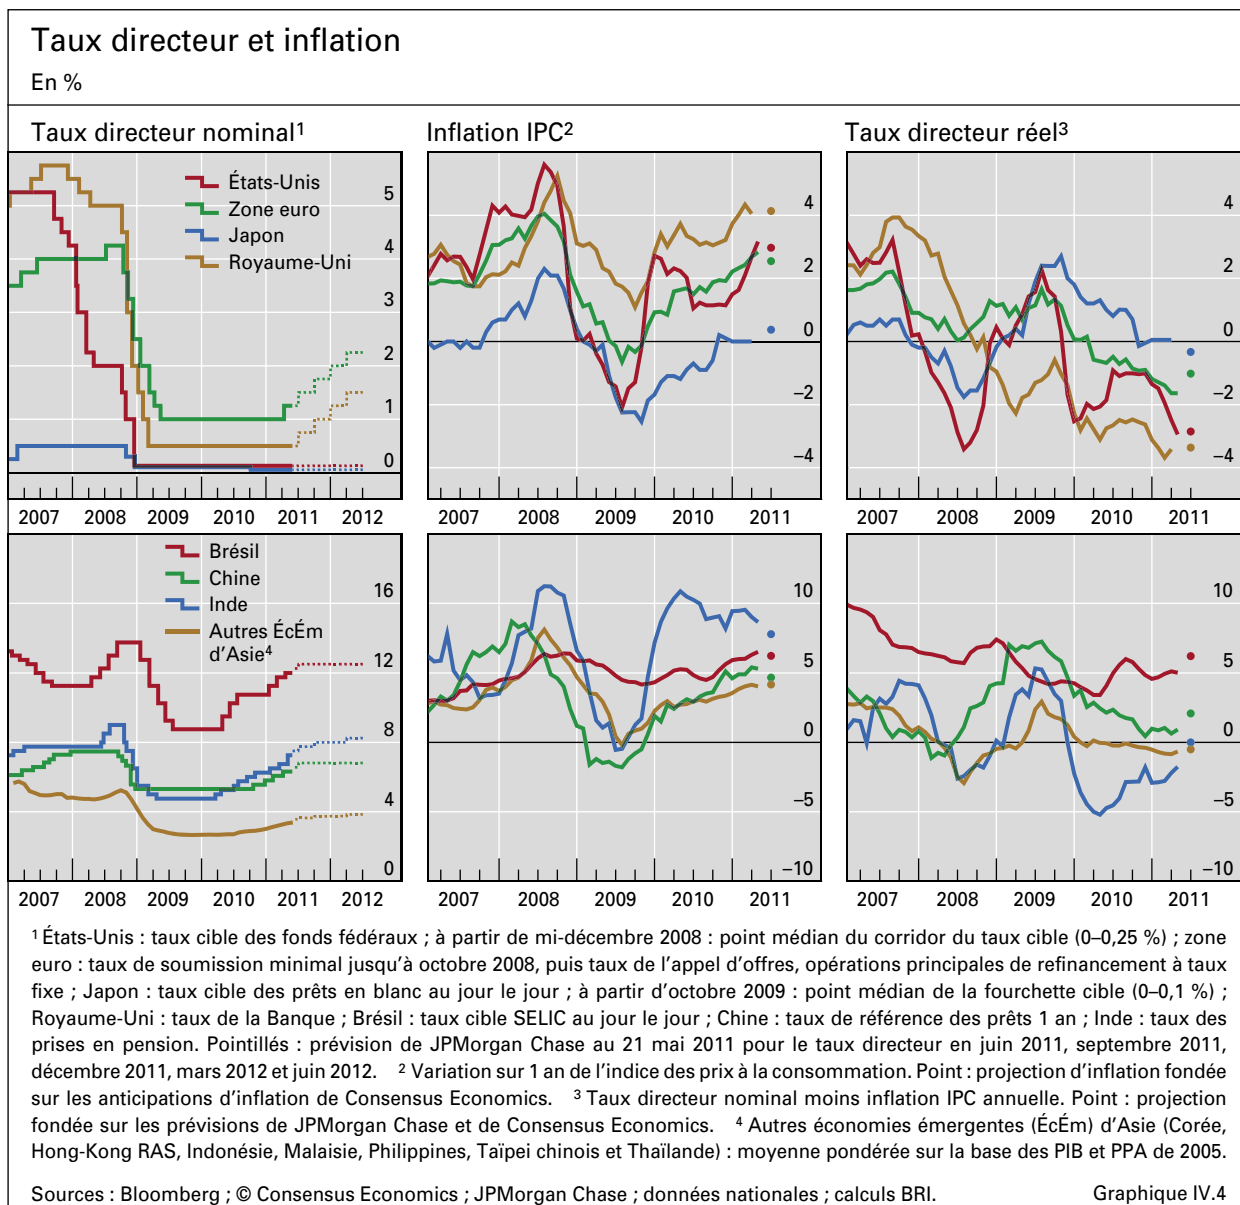 Taux directeur et inflation
En %
Taux directeur nominal1
Inflation IPC2
Taux directeur réel3
États-Unis
Zone euro
Japon
Royaume-Uni
5
4
3
2
1
0
4
2
0
–2
–4
4
2
0
–2
–4
2007 2008 2009 2010 2011 2012
2007 2008 2009 2010 2011
2007 2008 2009 2010 2011
Brésil
Chine
Inde
Autres ÉcÉm
d'Asie4
16
12
8
4
0
10
5
0
–5
–10
10
5
0
–5
–10
2007 2008 2009 2010 2011 2012
2007 2008 2009 2010 2011
2007 2008 2009 2010 2011
1 États-Unis : taux cible des fonds fédéraux ; à partir de mi-décembre 2008 : point médian du corridor du taux cible (0–0,25 %) ; zone
euro : taux de soumission minimal jusqu'à octobre 2008, puis taux de l'appel d'offres, opérations principales de refinancement à taux
fixe ; Japon : taux cible des prêts en blanc au jour le jour ; à partir d'octobre 2009 : point médian de la fourchette cible (0–0,1 %) ;
Royaume-Uni : taux de la Banque ; Brésil : taux cible SELIC au jour le jour ; Chine : taux de référence des prêts 1 an ; Inde : taux des
prises en pension. Pointillés : prévision de JPMorgan Chase au 21 mai 2011 pour le taux directeur en juin 2011, septembre 2011,
décembre 2011, mars 2012 et juin 2012. 2 Variation sur 1 an de l'indice des prix à la consommation. Point : projection d'inflation fondée
sur les anticipations d'inflation de Consensus Economics. 3 Taux directeur nominal moins inflation IPC annuelle. Point : projection
fondée sur les prévisions de JPMorgan Chase et de Consensus Economics. 4 Autres économies émergentes (ÉcÉm) d'Asie (Corée,
Hong-Kong RAS, Indonésie, Malaisie, Philippines, Taïpei chinois et Thaïlande) : moyenne pondérée sur la base des PIB et PPA de 2005.
Sources : Bloomberg ; © Consensus Economics ; JPMorgan Chase ; données nationales ; calculs BRI.
Graphique IV.4